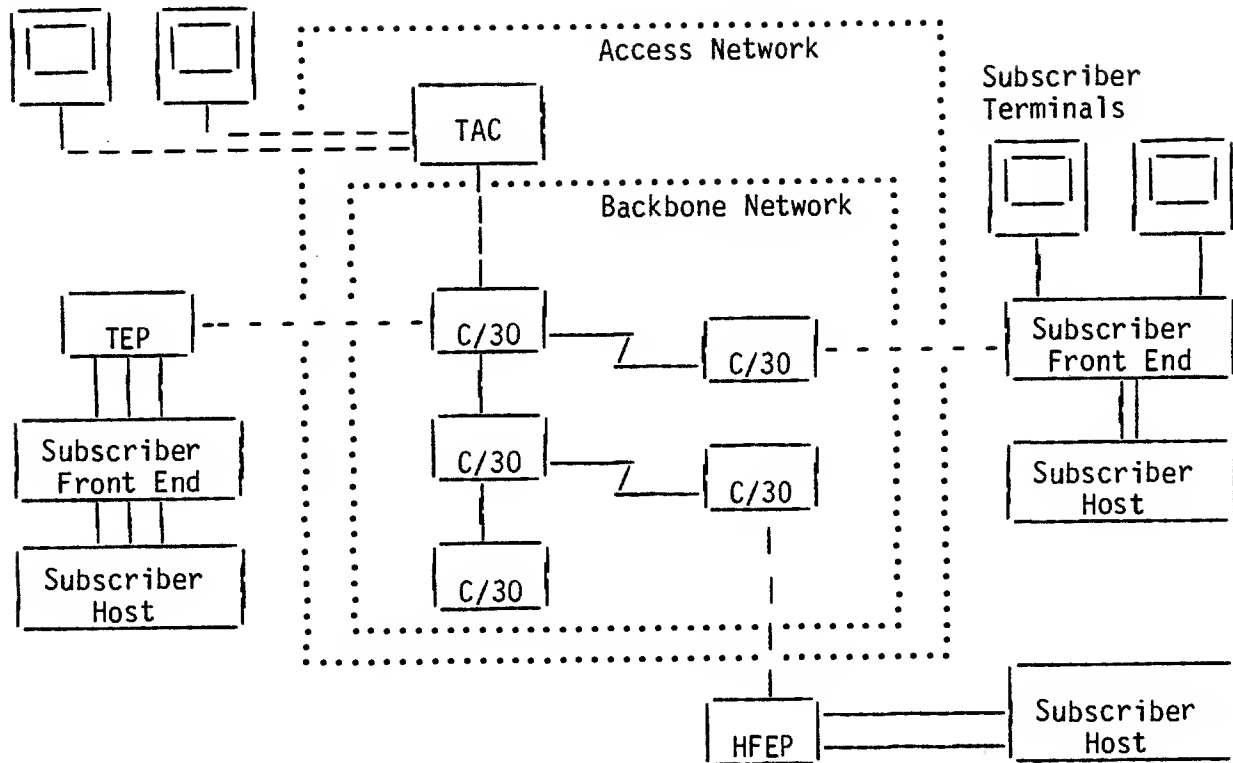 Access Network
Subscriber
Terminals
TAC
Backbone Network
TEP
C/30
C/30
Subscriber
Front End
Subscriber
Front End
C/30
C/30
Subscriber
Host
Subscriber
Host
C/30
HFEP
Subscriber
Host